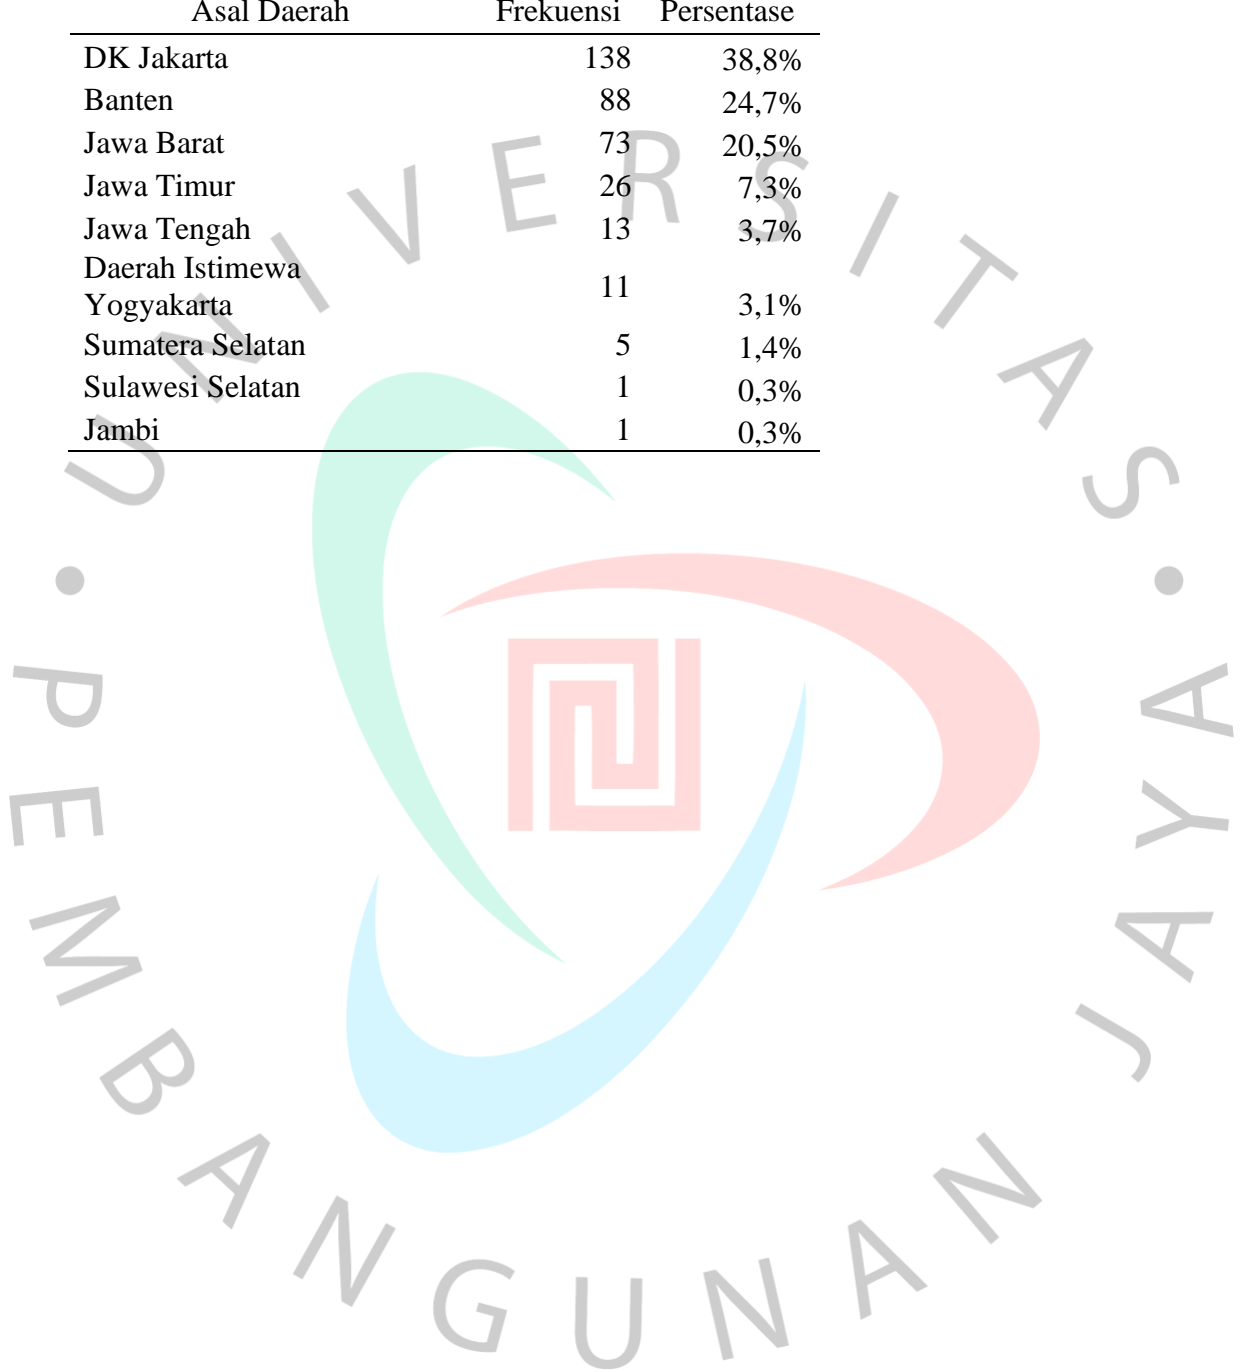 Asal Daerah Frekuensi Persentase
DK Jakarta 138 38,8%
Banten 88 24,7%
Jawa Barat 73 20,5%
Jawa Timur 26 7,3%
Jawa Tengah 13 3,7%
Daerah Istimewa
Yogyakarta 11 3,1%
Sumatera Selatan 5 1,4%
Sulawesi Selatan 1 0,3%
Jambi 1 0,3%
UNIVERSITAS • PEMBANGUNAN JAYA •